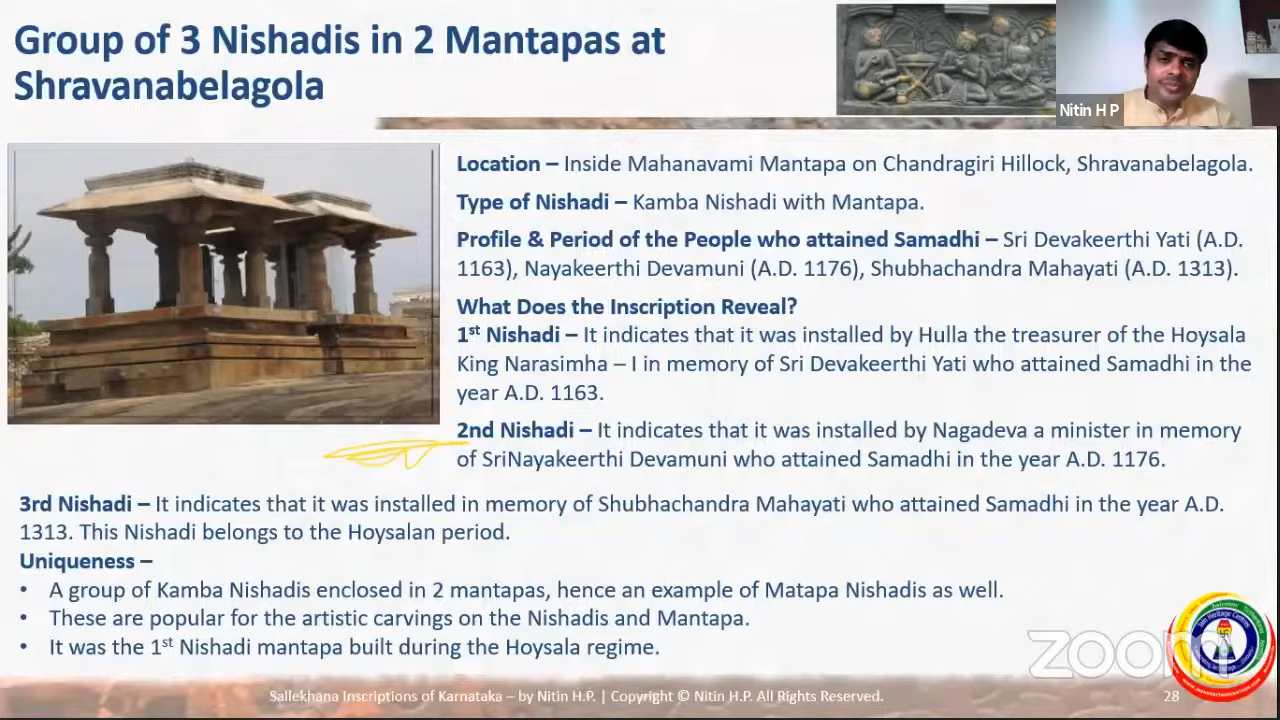 Group of 3 Nishadis in 2 Mantapas at
Shravanabelagola
Nitin H P
Location – Inside Mahanavami Mantapa on Chandragiri Hillock, Shravanabelagola.
Type of Nishadi – Kamba Nishadi with Mantapa.
Profile & Period of the People who attained Samadhi – Sri Devakeerthi Yati (A.D.
1163), Nayakeerthi Devamuni (A.D. 1176), Shubhachandra Mahayati (A.D. 1313).
What Does the Inscription Reveal?
1st Nishadi – It indicates that it was installed by Hulla the treasurer of the Hoysala
King Narasimha – I in memory of Sri Devakeerthi Yati who attained Samadhi in the
year A.D. 1163.
2nd Nishadi – It indicates that it was installed by Nagadeva a minister in memory
of SriNayakeerthi Devamuni who attained Samadhi in the year A.D. 1176.
3rd Nishadi – It indicates that it was installed in memory of Shubhachandra Mahayati who attained Samadhi in the year A.D.
1313. This Nishadi belongs to the Hoysalan period.
Uniqueness –
• A group of Kamba Nishadis enclosed in 2 mantapas, hence an example of Matapa Nishadis as well.
• These are popular for the artistic carvings on the Nishadis and Mantapa.
• It was the 1st Nishadi mantapa built during the Hoysala regime.
zoom
Sallekhana Inscriptions of Karnataka – by Nitin H.P. | Copyright © Nitin H.P. All Rights Reserved.
28